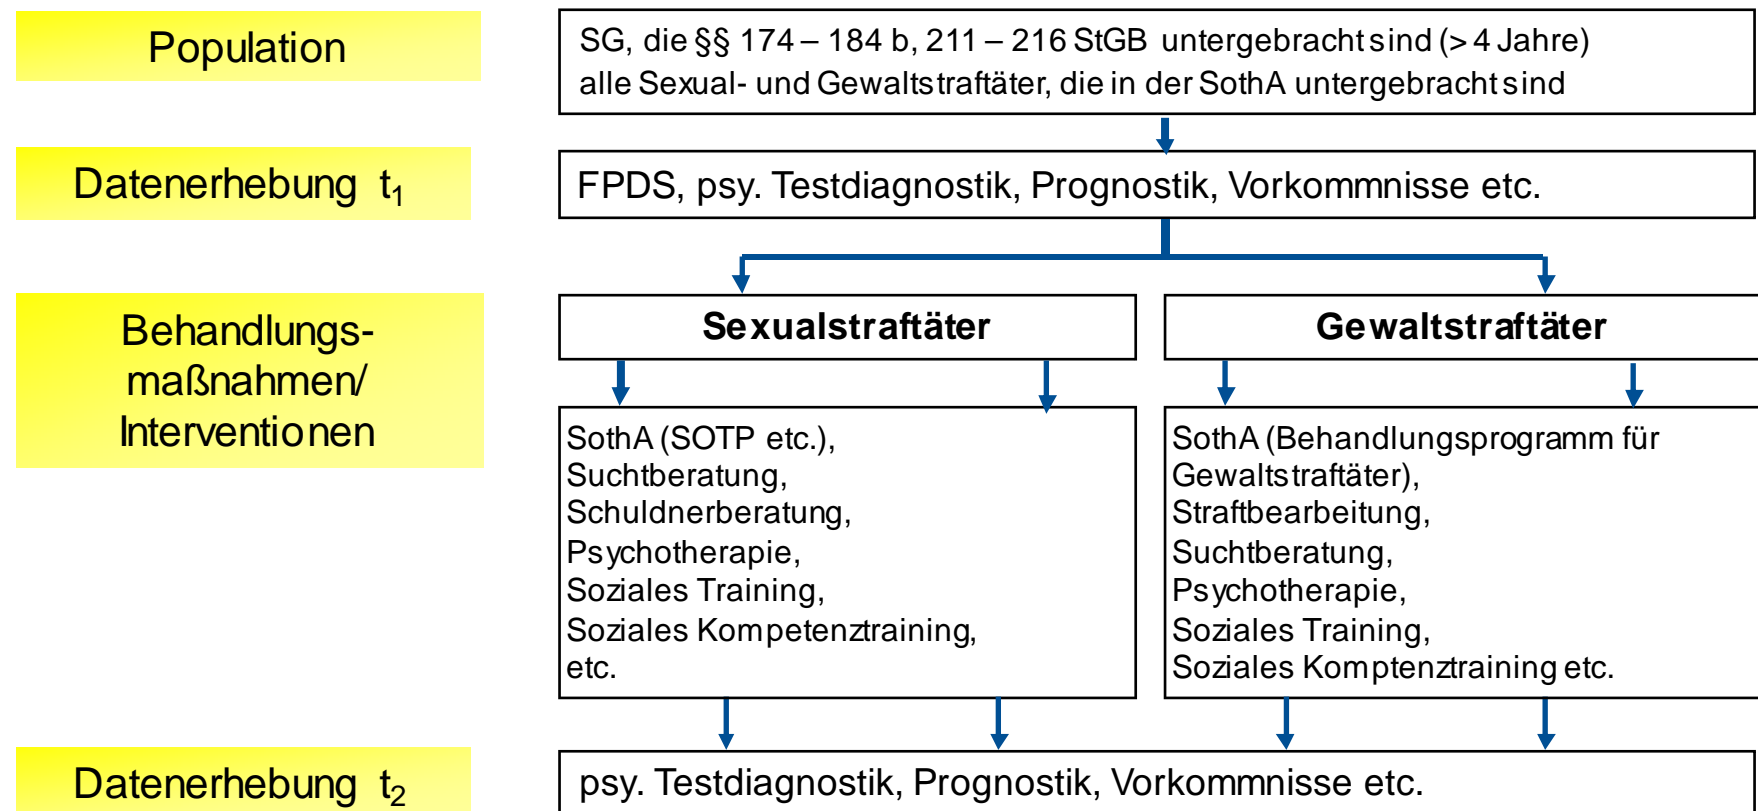 Population
SG, die §§ 174 – 184 b, 211 – 216 StGB untergebracht sind (> 4 Jahre)
alle Sexual- und Gewaltstraftäter, die in der SothA untergebracht sind
Datenerhebung t₁
FPDS, psy. Testdiagnostik, Prognostik, Vorkommnisse etc.
Behandlungs-
maßnahmen/
Interventionen
Sexualstraftäter
SothA (SOTP etc.),
Suchtberatung,
Schuldnerberatung,
Psychotherapie,
Soziales Training,
Soziales Kompetenztraining,
etc.
Gewaltstraftäter
SothA (Behandlungsprogramm für
Gewaltstraftäter),
Straftbearbeitung,
Suchtberatung,
Psychotherapie,
Soziales Training,
Soziales Komptenztraining etc.
Datenerhebung t₂
psy. Testdiagnostik, Prognostik, Vorkommnisse etc.